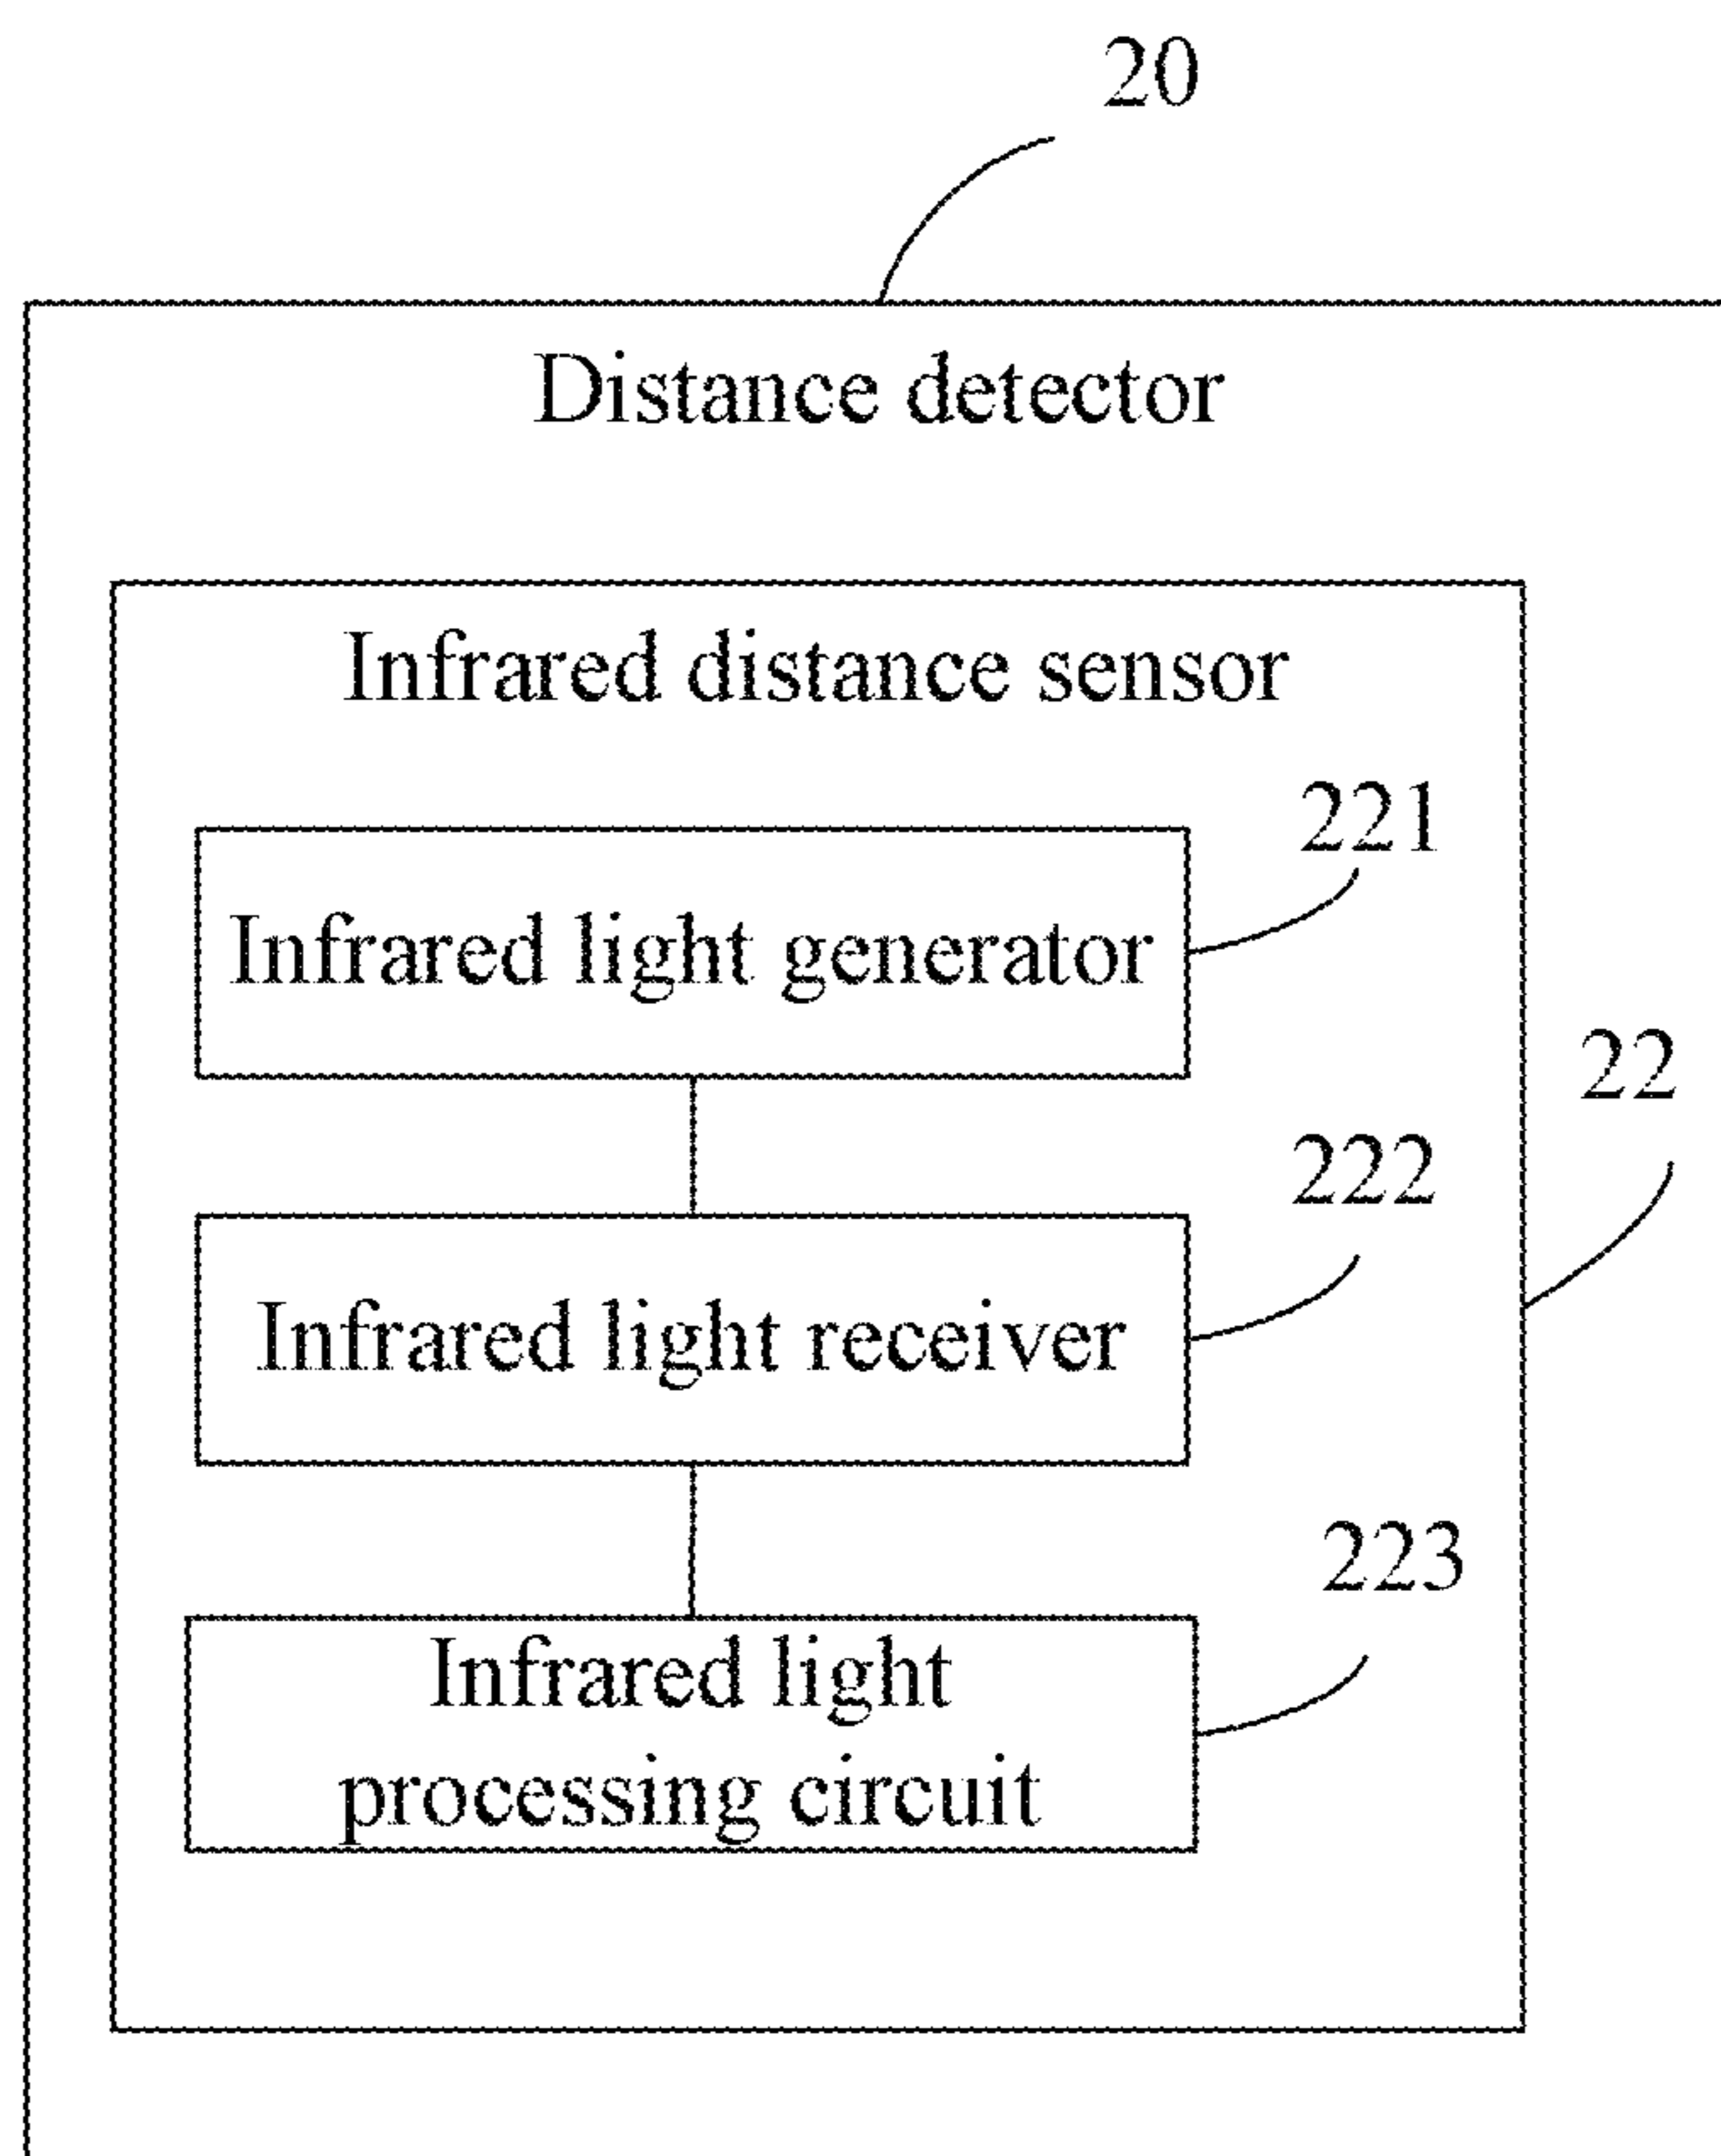 20
Distance detector
Infrared distance sensor
221
Infrared light generator
22
222
Infrared light receiver
223
Infrared light
processing circuit